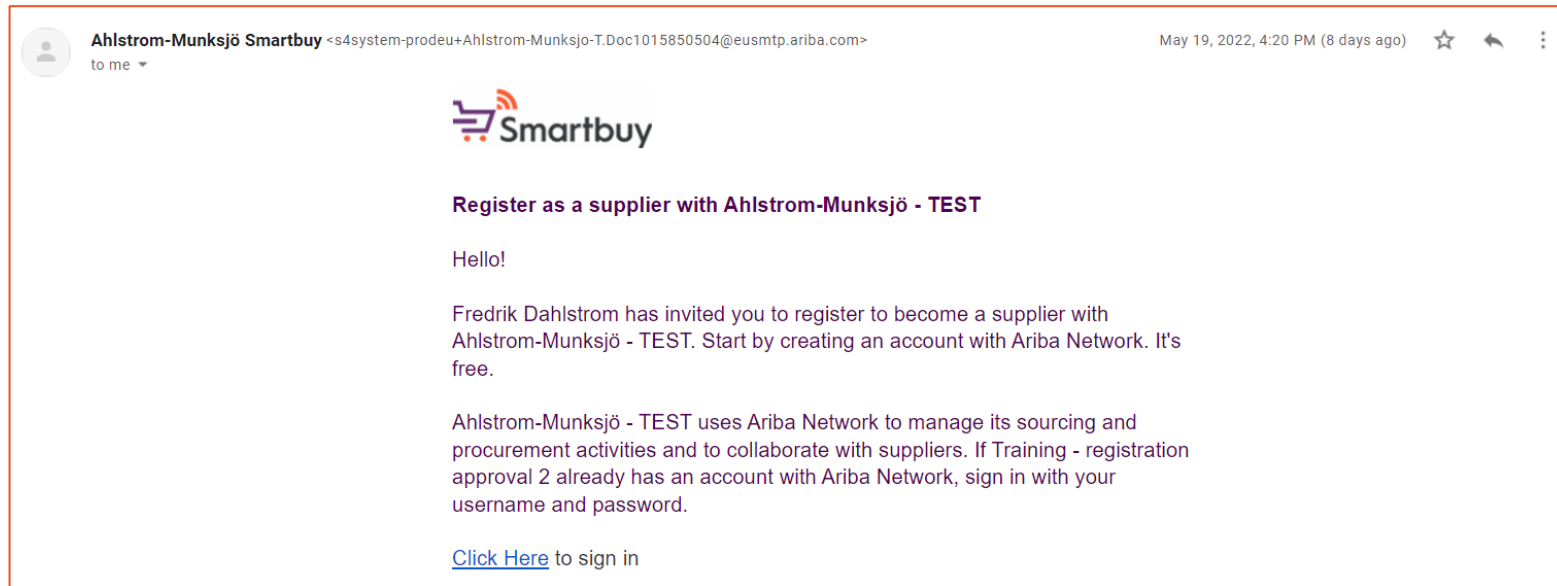 Ahlstrom-Munksjö Smartbuy <s4system-prodeu+Ahlstrom-Munksjo-T.Doc1015850504@eusmtp.ariba.com>
May 19, 2022, 4:20 PM (8 days ago)
to me
Smartbuy
Register as a supplier with Ahlstrom-Munksjö - TEST
Hello!
Fredrik Dahlstrom has invited you to register to become a supplier with
Ahlstrom-Munksjö - TEST. Start by creating an account with Ariba Network. It's
free.
Ahlstrom-Munksjö - TEST uses Ariba Network to manage its sourcing and
procurement activities and to collaborate with suppliers. If Training - registration
approval 2 already has an account with Ariba Network, sign in with your
username and password.
Click Here to sign in